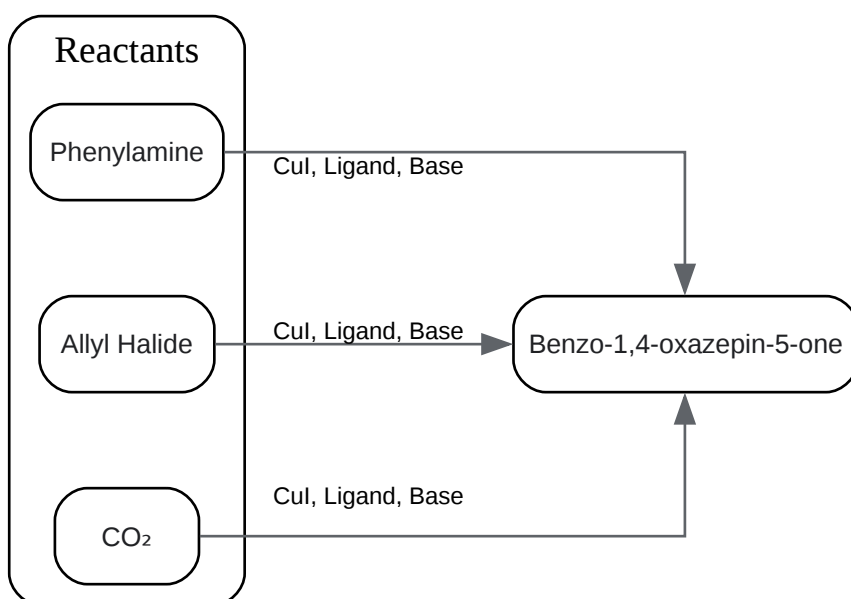 Reactants
Phenylamine
CuI, Ligand, Base
Allyl Halide
CuI, Ligand, Base
Benzo-1,4-oxazepin-5-one
CuI, Ligand, Base
CO₂